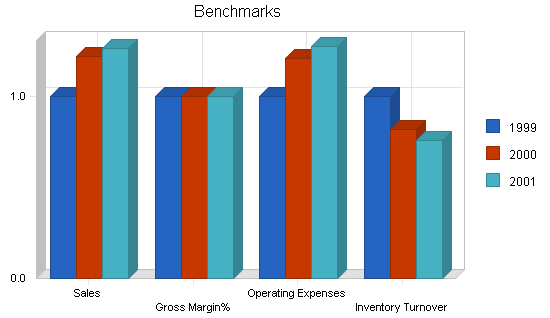 Benchmarks
1.0
0.0
Sales
Gross Margin%
Operating Expenses
Inventory Turnover
1999
2000
2001